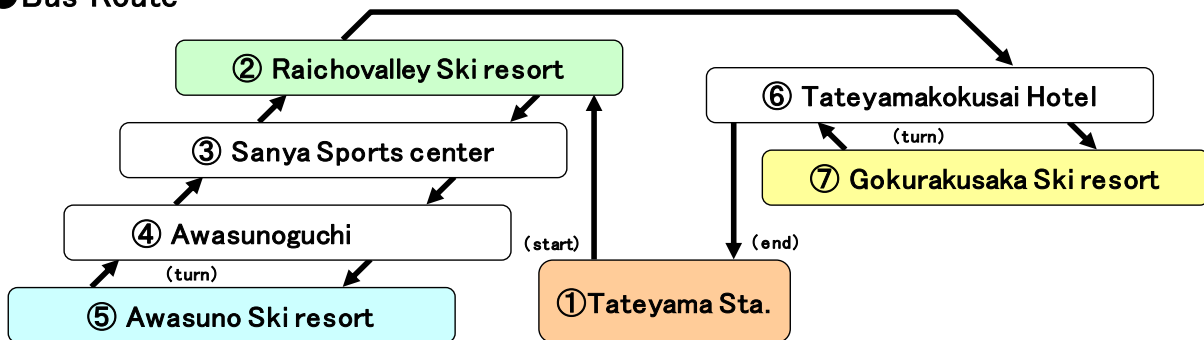 ●Bus Route
② Raichovalley Ski resort
⑥ Tateyamakokusai Hotel
③ Sanya Sports center
(turn)
⑦ Gokurakusaka Ski resort
④ Awasunoguchi
(start)
(end)
(turn)
①Tateyama Sta.
⑤ Awasuno Ski resort